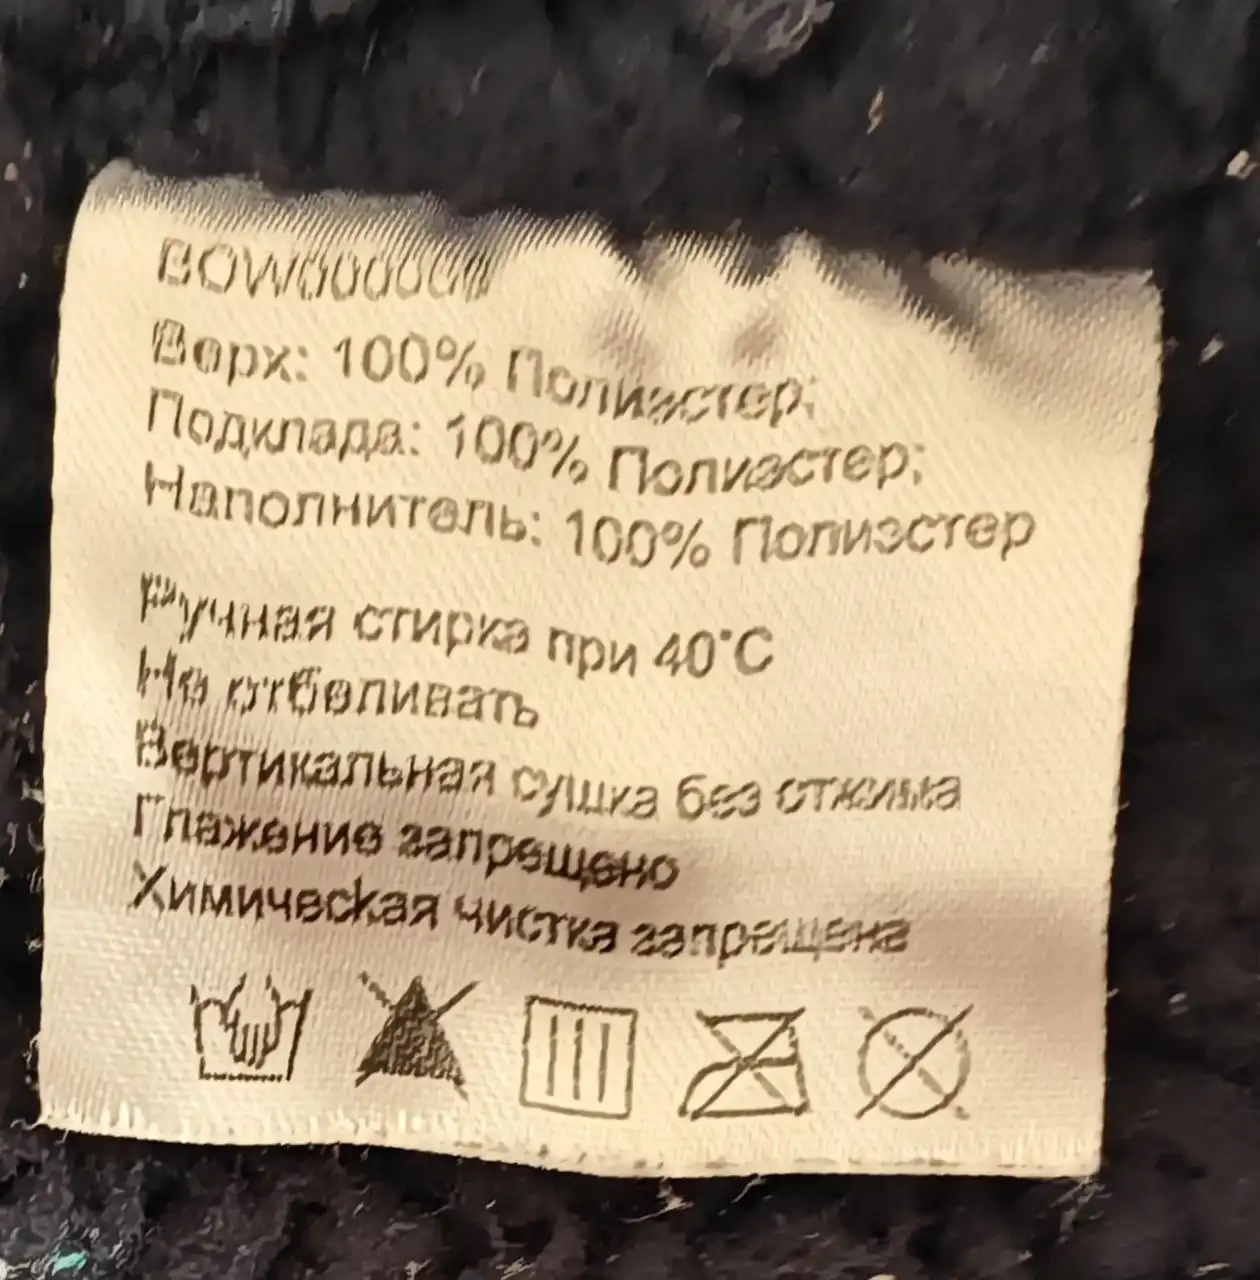 Верх: 100% Полиэстер;
Подклада: 100% Полиэстер;
Наполнитель: 100% Полиэстер
Ручная стирка при 40°C
Не отбеливать
Вертикальная сушка без отжима
Глажение запрещено
Химическая чистка запрещена